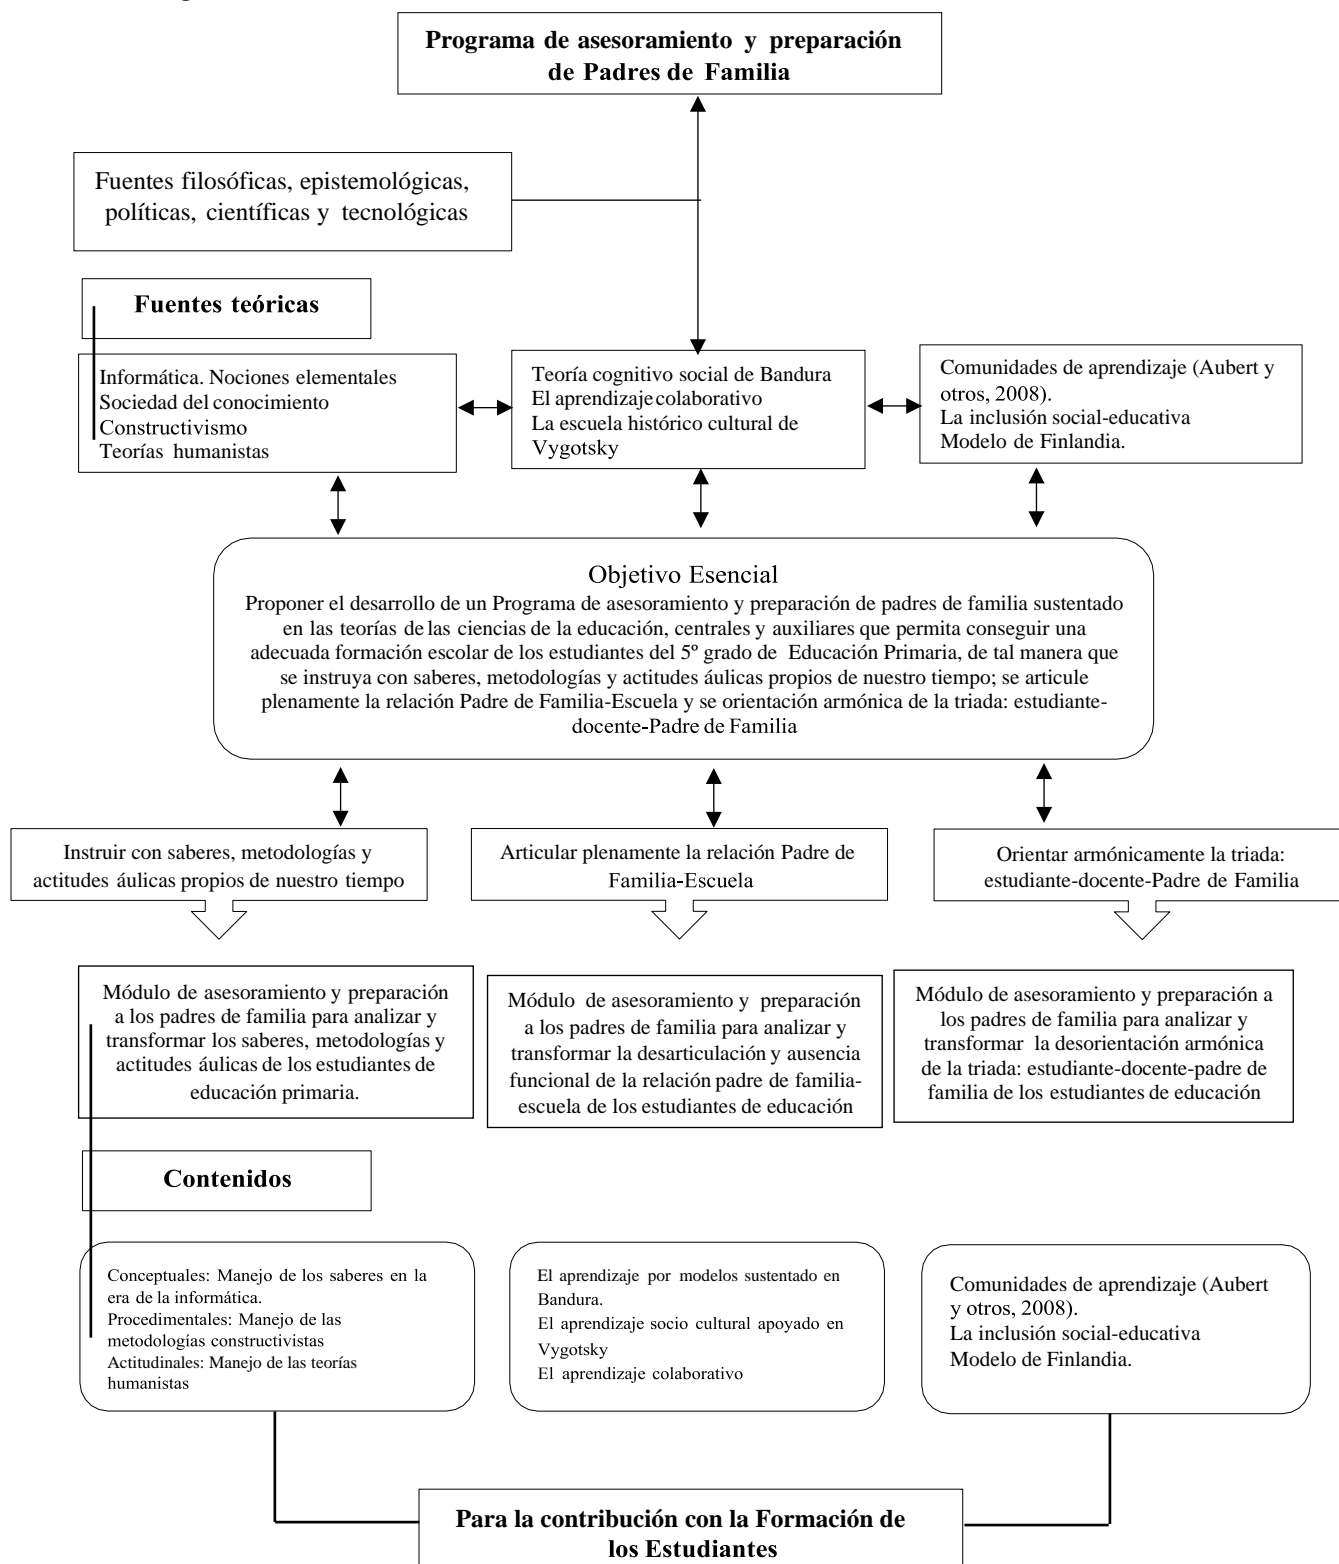 Programa de asesoramiento y preparación
de Padres de Familia
Fuentes filosóficas, epistemológicas,
políticas, científicas y tecnológicas
Fuentes teóricas
Informática. Nociones elementales
Sociedad del conocimiento
Constructivismo
Teorías humanistas
Teoría cognitivo social de Bandura
El aprendizaje colaborativo
La escuela histórico cultural de
Vygotsky
Comunidades de aprendizaje (Aubert y
otros, 2008).
La inclusión social-educativa
Modelo de Finlandia.
Objetivo Esencial
Proponer el desarrollo de un Programa de asesoramiento y preparación de padres de familia sustentado
en las teorías de las ciencias de la educación, centrales y auxiliares que permita conseguir una
adecuada formación escolar de los estudiantes del 5º grado de Educación Primaria, de tal manera que
se instruya con saberes, metodologías y actitudes áulicas propios de nuestro tiempo; se articule
plenamente la relación Padre de Familia-Escuela y se orientación armónica de la triada: estudiante-
docente-Padre de Familia
Instruir con saberes, metodologías y
actitudes áulicas propios de nuestro tiempo
Articular plenamente la relación Padre de
Familia-Escuela
Orientar armónicamente la triada:
estudiante-docente-Padre de Familia
Módulo de asesoramiento y preparación
a los padres de familia para analizar y
transformar los saberes, metodologías y
actitudes áulicas de los estudiantes de
educación primaria.
Módulo de asesoramiento y preparación
a los padres de familia para analizar y
transformar la desarticulación y ausencia
funcional de la relación padre de familia-
escuela de los estudiantes de educación
Módulo de asesoramiento y preparación a
los padres de familia para analizar y
transformar la desorientación armónica
de la triada: estudiante-docente-padre de
familia de los estudiantes de educación
Contenidos
Conceptuales: Manejo de los saberes en la
era de la informática.
Procedimentales: Manejo de las
metodologías constructivistas
Actitudinales: Manejo de las teorías
humanistas
El aprendizaje por modelos sustentado en
Bandura.
El aprendizaje socio cultural apoyado en
Vygotsky
El aprendizaje colaborativo
Comunidades de aprendizaje (Aubert
y otros, 2008).
La inclusión social-educativa
Modelo de Finlandia.
Para la contribución con la Formación de
los Estudiantes